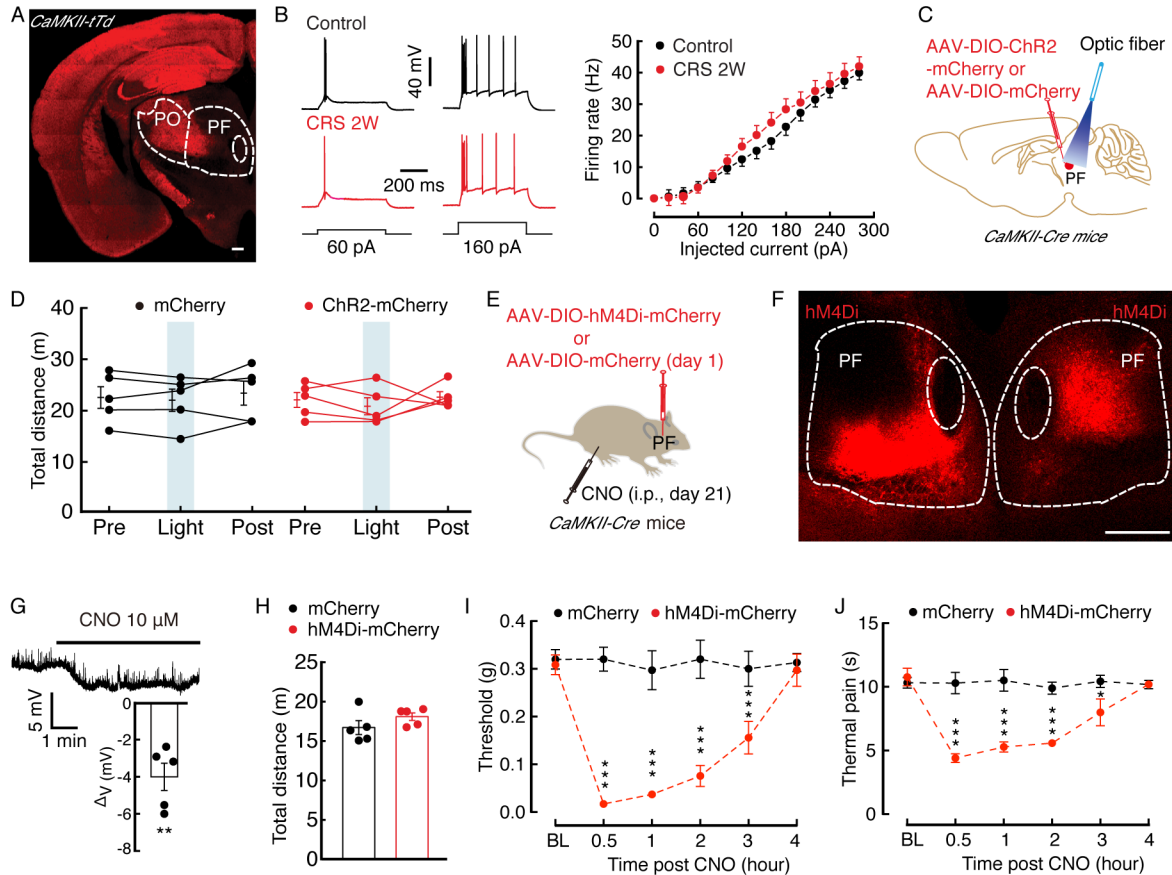 A
CaMKII-tTd
PO
PF
B
Control
40 mV
CRS 2W
200 ms
60 pA
160 pA
Firing rate (Hz)
50
40
30
20
10
0
Control
CRS 2W
0
60
120
180
240
300
Injected current (pA)
C
AAV-DIO-ChR2
-mCherry or
AAV-DIO-mCherry
Optic fiber
PF
CaMKII-Cre mice
D
mCherry
ChR2-mCherry
Total distance (m)
40
30
20
10
0
Pre
Light
Post
Pre
Light
Post
E
AAV-DIO-hM4Di-mCherry
or
AAV-DIO-mCherry (day 1)
PF
CNO (i.p., day 21)
CaMKII-Cre mice
F
hM4Di
hM4Di
PF
PF
G
CNO 10 μM
5 mV
1 min
ΔV (mV)
0
-2
-4
-6
-8
**
H
mCherry
hM4Di-mCherry
Total distance (m)
25
20
15
10
5
0
I
mCherry
hM4Di-mCherry
Threshold (g)
0.4
0.3
0.2
0.1
0.0
***
***
***
***
BL
0.5
1
2
3
4
Time post CNO (hour)
J
mCherry
hM4Di-mCherry
Thermal pain (s)
15
10
5
0
***
***
***
*
BL
0.5
1
2
3
4
Time post CNO (hour)